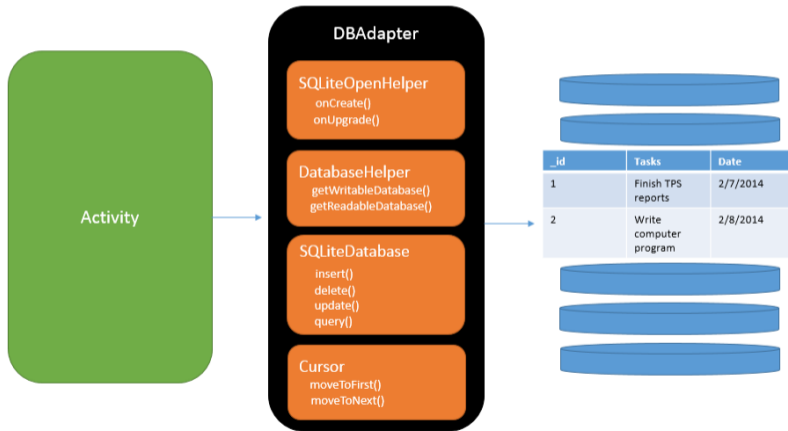 Activity
DBAdapter
SQLiteOpenHelper
onCreate()
onUpgrade()
DatabaseHelper
getWritableDatabase()
getReadableDatabase()
SQLiteDatabase
insert()
delete()
update()
query()
Cursor
moveToFirst()
moveToNext()
_id Tasks Date
1 Finish TPS 2/7/2014
reports
2 Write 2/8/2014
computer
program